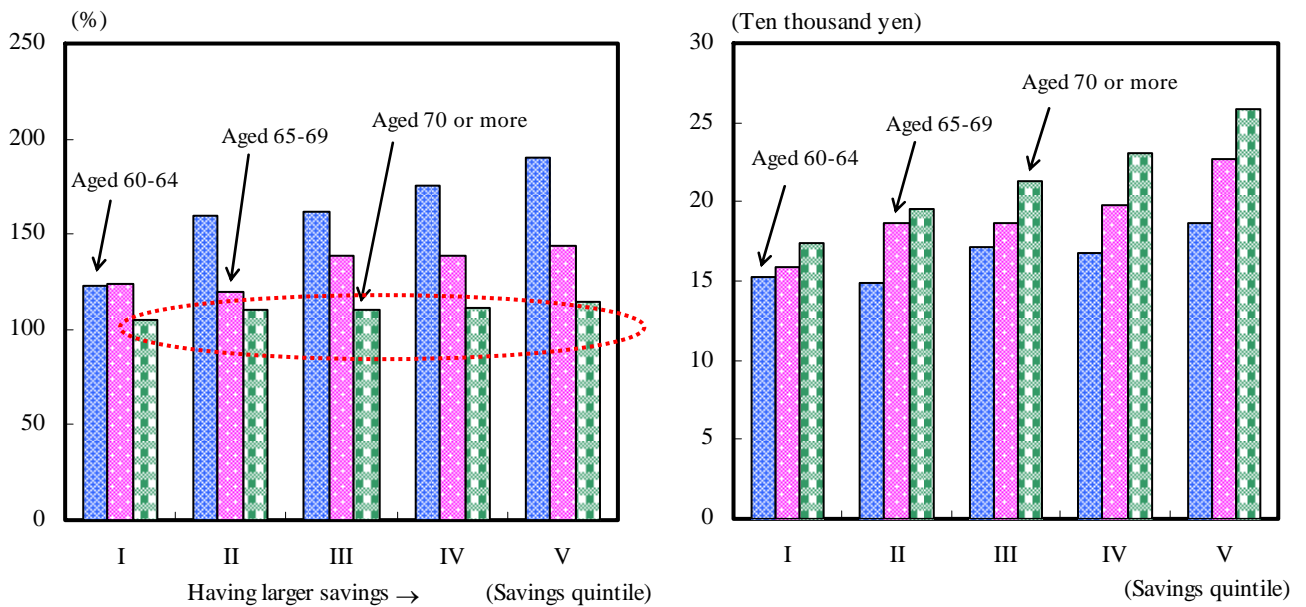 (%)
250
200
150
100
50
0
Aged 60-64
Aged 65-69
Aged 70 or more
I II III IV V
Having larger savings → (Savings quintile)
(Ten thousand yen)
30
25
20
15
10
5
0
Aged 60-64
Aged 65-69
Aged 70 or more
I II III IV V
(Savings quintile)